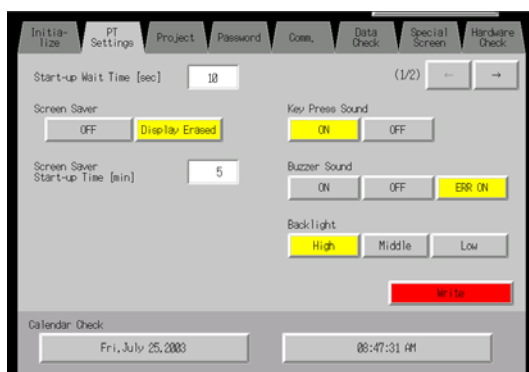 Initia-
lize
PT
Settings
Project
Password
Comm.
Data
Check
Special
Screen
Hardware
Check
Start-up Wait Time [sec]
10
(1/2)
←
→
Screen Saver
OFF
Display Erased
Key Press Sound
ON
OFF
Screen Saver
Start-up Time [min]
5
Buzzer Sound
ON
OFF
ERR ON
Backlight
High
Middle
Low
Write
Calendar Check
Fri,July 25,2003
08:47:31 AM